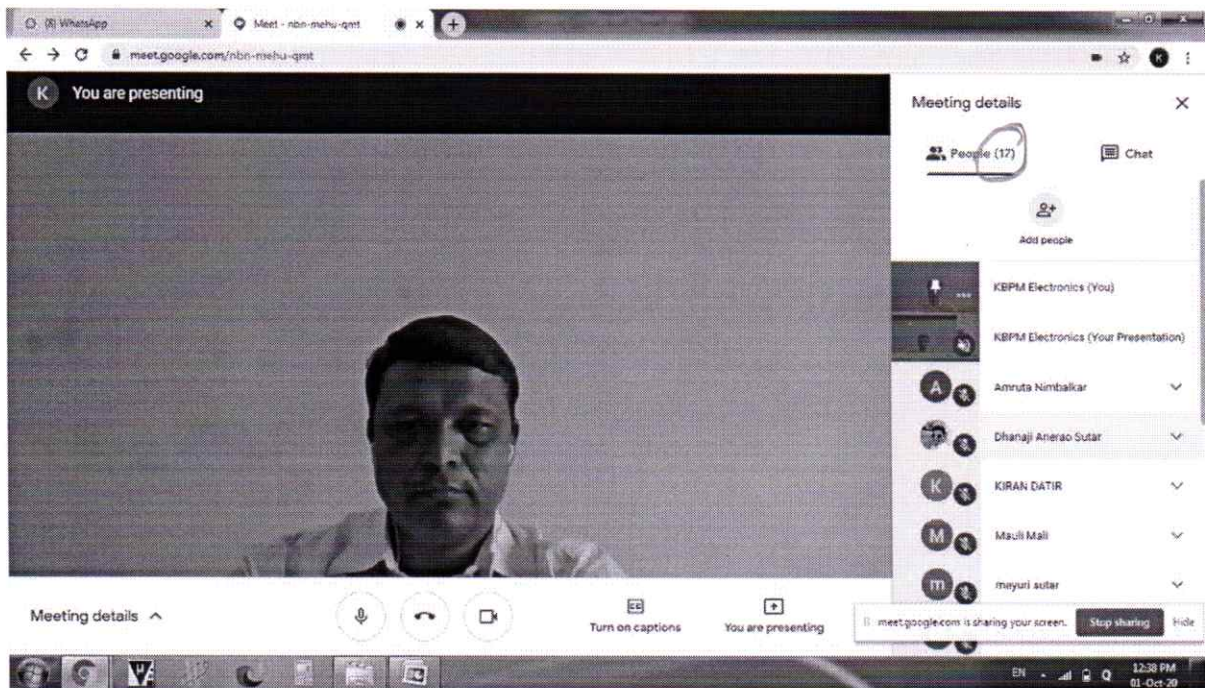 (8) WhatsApp
Meet - nbn-mehu-qmt
meet.google.com/nbn-mehu-qmt
K
K You are presenting
Meeting details
People (17)
Chat
Add people
KBPM Electronics (You)
KBPM Electronics (Your Presentation)
A Amruta Nimbalkar
Dhanaji Anerao Sutar
K KIRAN DATIR
M Mauli Mali
m mayuri sutar
Meeting details
CC
Turn on captions
You are presenting
meet.google.com is sharing your screen. Stop sharing Hide
EN
12:38 PM
01-Oct-20